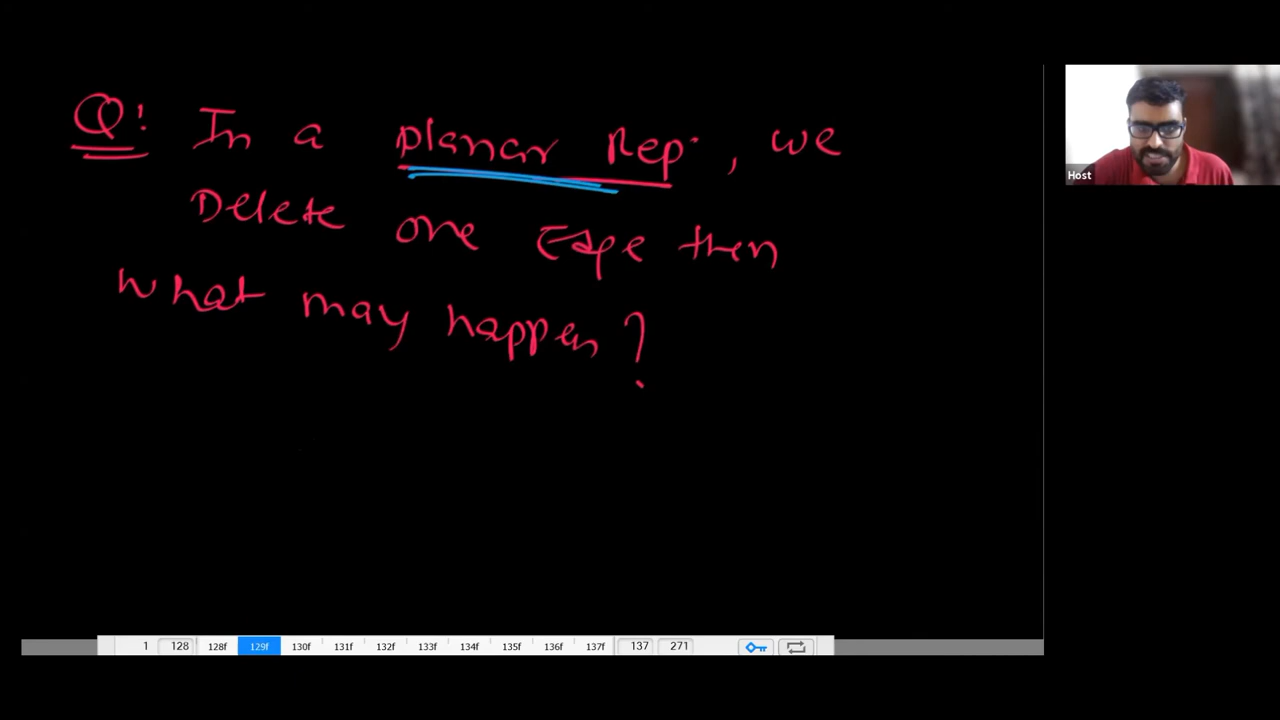 Q: In a planar Rep., we
Delete one Edge then
what may happen?
Host
1 128 128f 129f 130f 131f 132f 133f 134f 135f 136f 137f 137 271